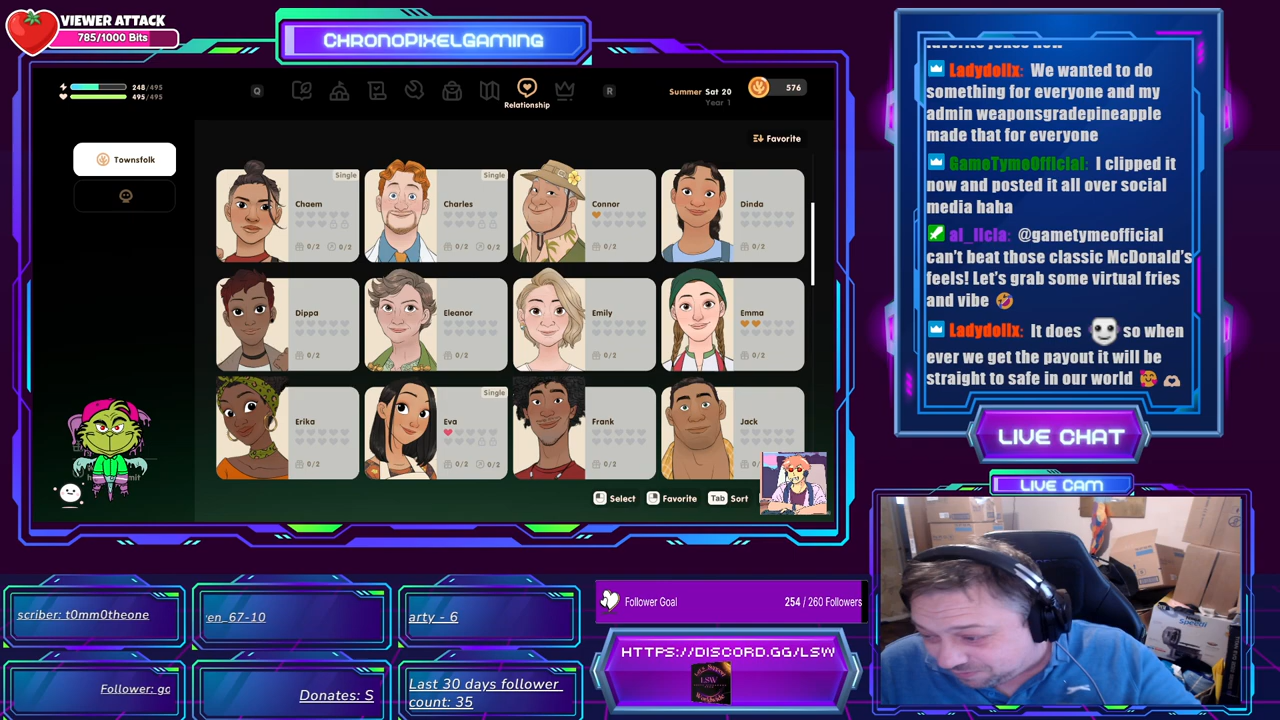 VIEWER ATTACK
785/1000 Bits
CHRONOPIXELGAMING
248/495
495/495
Q
Relationship
R
Summer Sat 20
Year 1
576
Townsfolk
Favorite
Chaem
Single
0/2
0/2
Charles
Single
0/2
0/2
Connor
0/2
Dinda
0/2
Dippa
0/2
Eleanor
0/2
Emily
0/2
Emma
0/2
Erika
0/2
Eva
Single
0/2
0/2
Frank
0/2
Jack
0/2
Select
Favorite
Tab Sort
Ladydollx: We wanted to do
something for everyone and my
admin weaponsgradepineapple
made that for everyone
GameTymeOfficial: I clipped it
now and posted it all over social
media haha
ai_licia: @gametymeofficial
can't beat those classic McDonald's
feels! Let's grab some virtual fries
and vibe
Ladydollx: It does so when
ever we get the payout it will be
straight to safe in our world
LIVE CHAT
LIVE CAM
scriber: t0mm0theone
en_67-10
arty - 6
Follower: go
Donates: S
Last 30 days follower
count: 35
Follower Goal
254 / 260 Followers
HTTPS://DISCORD.GG/LSW
LSW